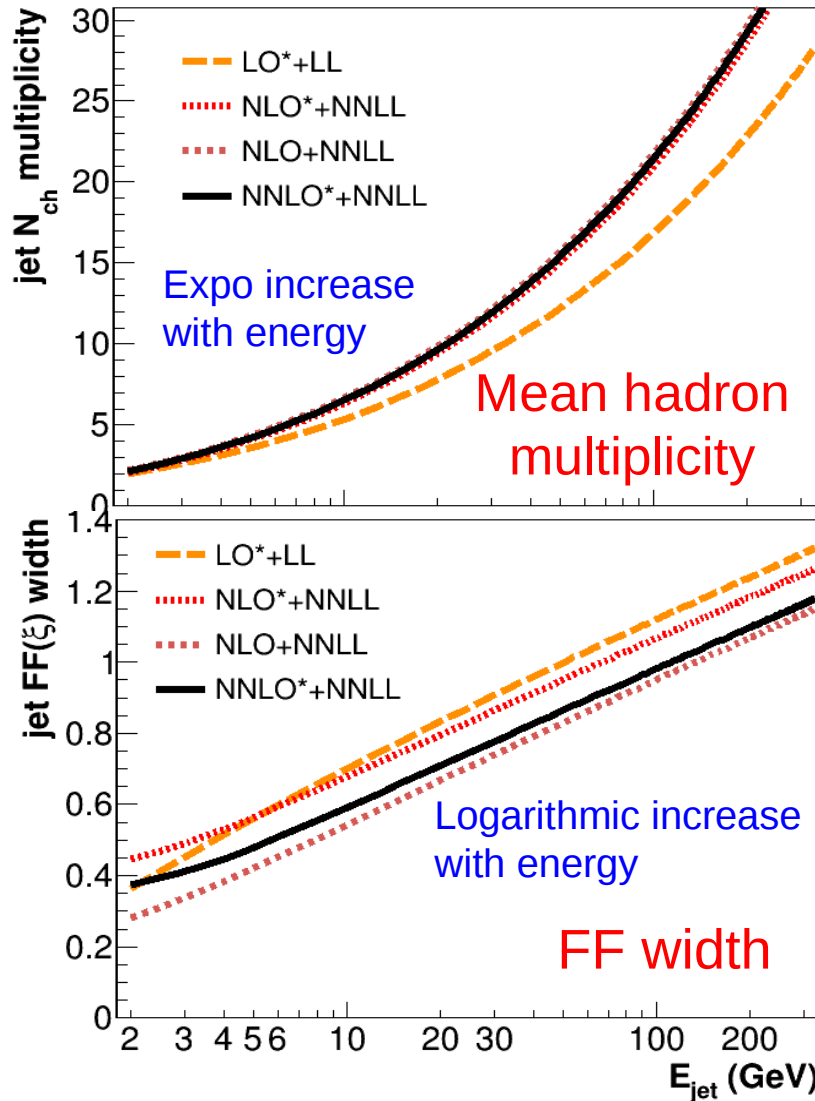 30
25
20
15
10
5
0
jet N_ch multiplicity
LO*+LL
NLO*+NNLL
NLO+NNLL
NNLO*+NNLL
Expo increase
with energy
Mean hadron
multiplicity
1.4
1.2
1
0.8
0.6
0.4
0.2
0
jet FF(ξ) width
LO*+LL
NLO*+NNLL
NLO+NNLL
NNLO*+NNLL
Logarithmic increase
with energy
FF width
2 3 4 5 6 10 20 30 100 200
E_jet (GeV)